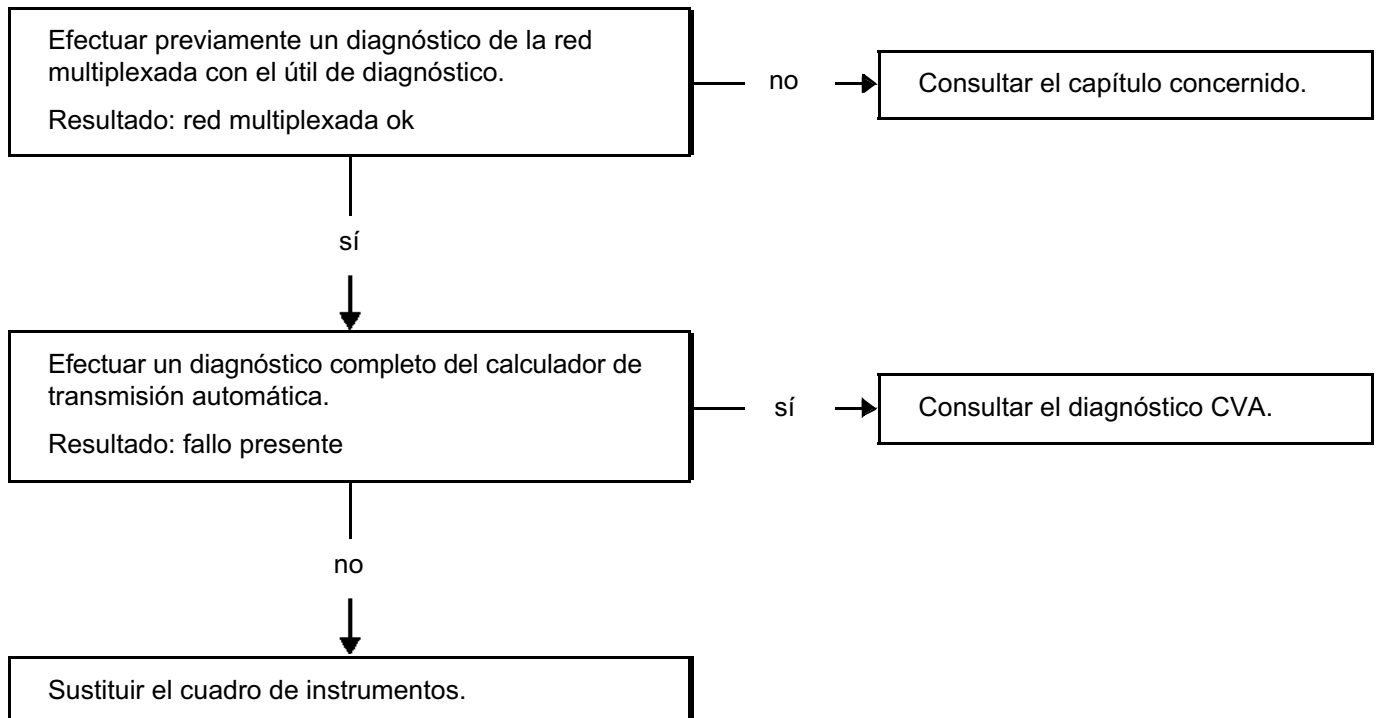 Efectuar previamente un diagnóstico de la red
multiplexada con el útil de diagnóstico.
Resultado: red multiplexada ok
no
Consultar el capítulo concernido.
sí
Efectuar un diagnóstico completo del calculador de
transmisión automática.
Resultado: fallo presente
sí
Consultar el diagnóstico CVA.
no
Sustituir el cuadro de instrumentos.